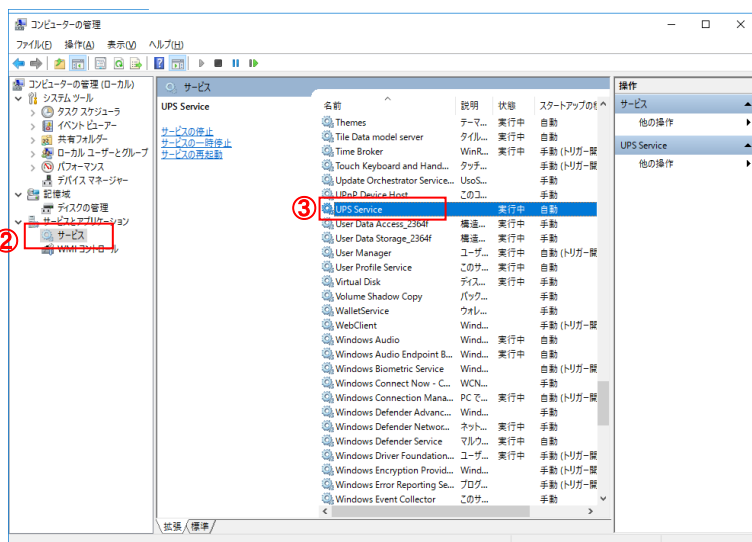 コンピューターの管理
ファイル(F) 操作(A) 表示(V) ヘルプ(H)
コンピューターの管理 (ローカル)
システム ツール
タスク スケジューラ
イベント ビューアー
共有フォルダー
ローカル ユーザーとグループ
パフォーマンス
デバイス マネージャー
記憶域
ディスクの管理
サービスとアプリケーション
② サービス
WMI コントロール
サービス
UPS Service
サービスの停止
サービスの一時停止
サービスの再起動
名前 説明 状態 スタートアップの種
Themes テーマ... 実行中 自動
Tile Data model server タイル... 実行中 自動
Time Broker WinR... 実行中 手動 (トリガー開
Touch Keyboard and Hand... タッチ... 手動 (トリガー開
Update Orchestrator Service... UsoS... 手動
UPnP Device Host このコ... 手動
③ UPS Service 実行中 自動
User Data Access_2364f 構造... 実行中 手動
User Data Storage_2364f 構造... 実行中 手動
User Manager ユーザ... 実行中 自動 (トリガー開
User Profile Service このサ... 実行中 自動
Virtual Disk ディス... 実行中 手動
Volume Shadow Copy バック... 手動
WalletService ウォレ... 手動
WebClient Wind... 手動 (トリガー開
Windows Audio Wind... 実行中 自動
Windows Audio Endpoint B... Wind... 実行中 自動
Windows Biometric Service Wind... 自動 (トリガー開
Windows Connect Now - C... WCN... 手動
Windows Connection Mana... PC で... 実行中 自動 (トリガー開
Windows Defender Advanc... Wind... 手動
Windows Defender Networ... ネット... 実行中 手動
Windows Defender Service マルウ... 実行中 自動
Windows Driver Foundation... ユーザ... 実行中 手動 (トリガー開
Windows Encryption Provid... Wind... 手動 (トリガー開
Windows Error Reporting Se... プログ... 手動 (トリガー開
Windows Event Collector このサ... 手動
拡張 標準
操作
サービス
他の操作
UPS Service
他の操作